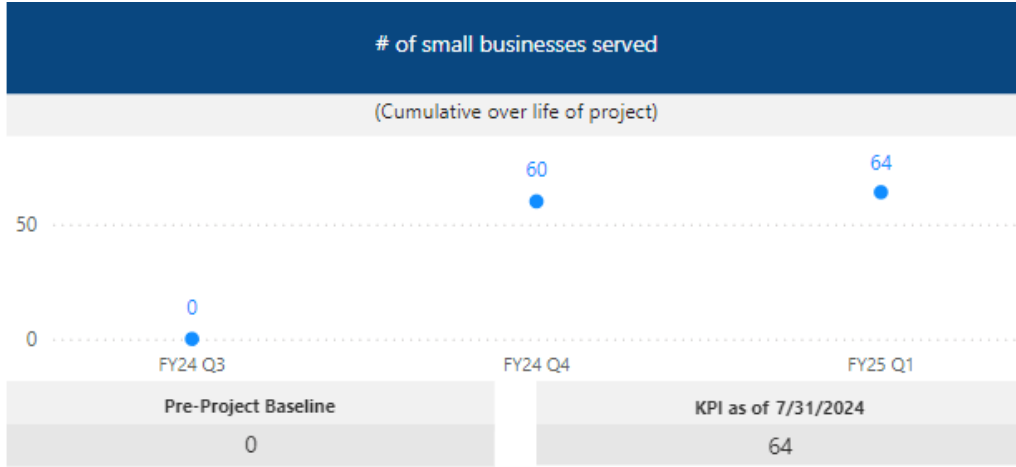 # of small businesses served
(Cumulative over life of project)
60
64
50
0
0
FY24 Q3
FY24 Q4
FY25 Q1
Pre-Project Baseline
KPI as of 7/31/2024
0
64